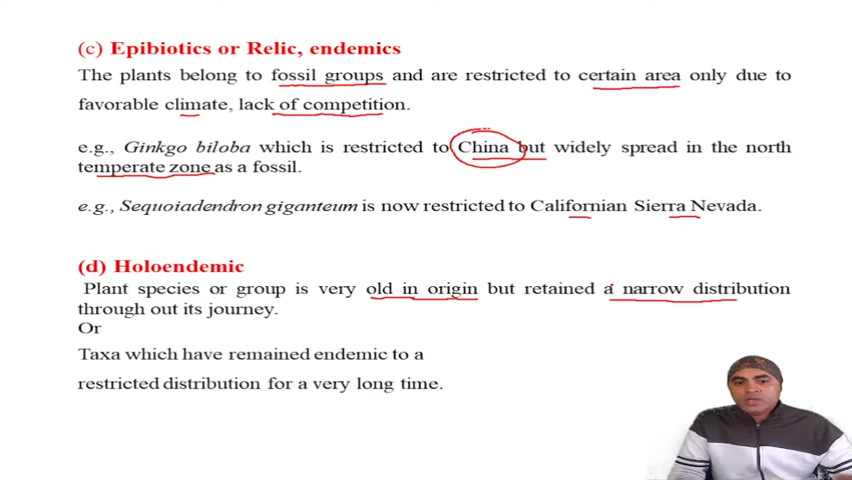 (c) Epibiotics or Relic, endemics
The plants belong to fossil groups and are restricted to certain area only due to
favorable climate, lack of competition.
e.g., Ginkgo biloba which is restricted to China but widely spread in the north
temperate zone as a fossil.
e.g., Sequoiadendron giganteum is now restricted to Californian Sierra Nevada.
(d) Holoendemic
Plant species or group is very old in origin but retained a narrow distribution
through out its journey.
Or
Taxa which have remained endemic to a
restricted distribution for a very long time.